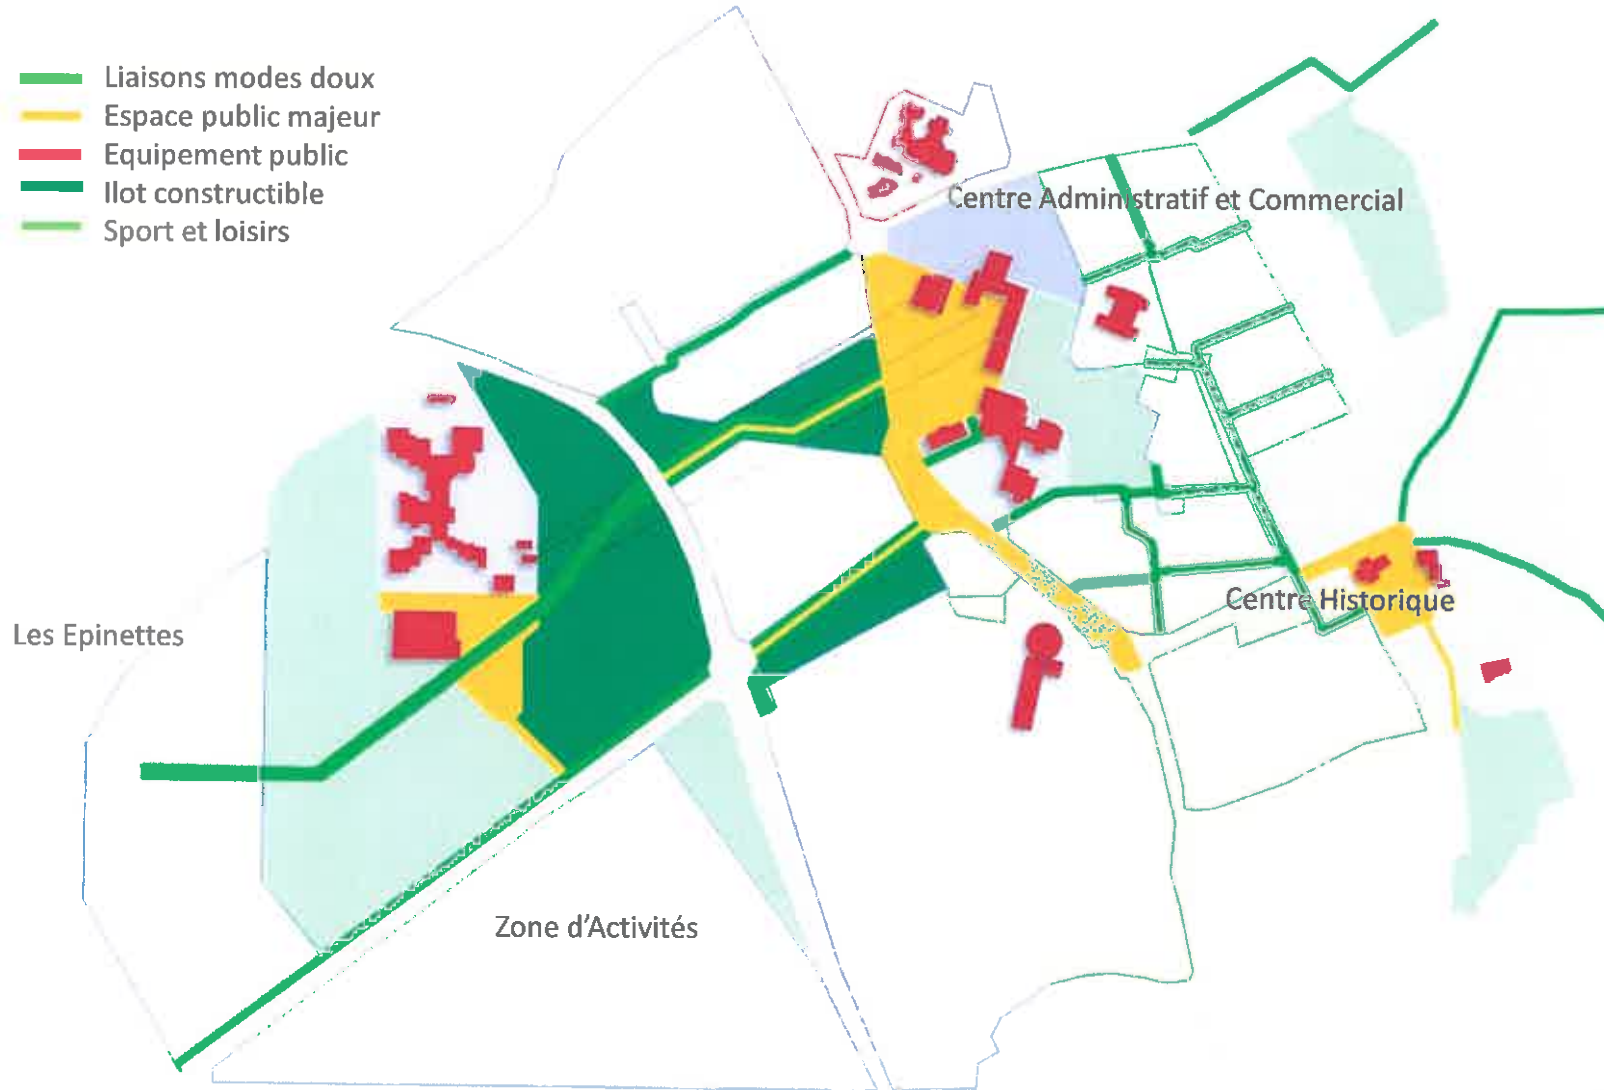 Liaisons modes doux
Espace public majeur
Equipement public
Ilot constructible
Sport et loisirs
Centre Administratif et Commercial
Centre Historique
Les Epinettes
Zone d'Activités